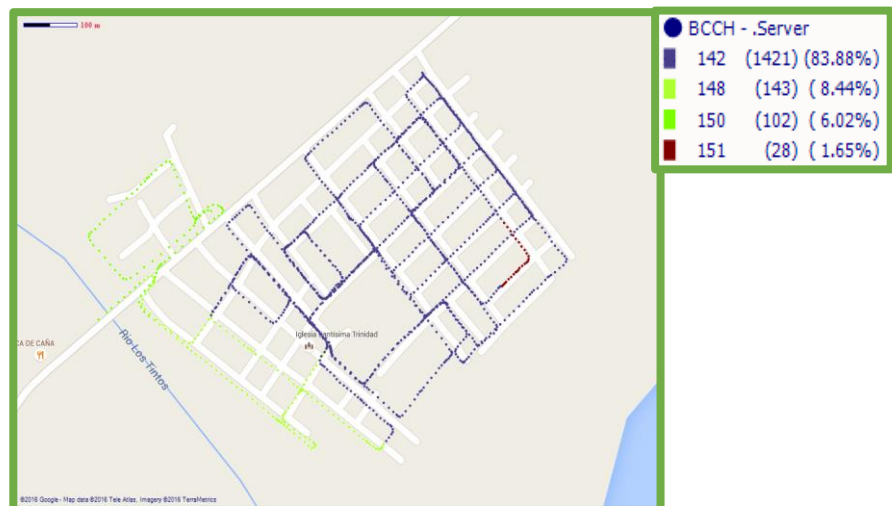 100 m
BCCH - .Server
142 (1421) (83.88%)
148 (143) ( 8.44%)
150 (102) ( 6.02%)
151 (28) ( 1.65%)
Iglesia Santísima Trinidad
CA DE CAÑA
Río Los Tintos
©2016 Google - Map data ©2016 Tele Atlas, Imagery ©2016 TerraMetrics